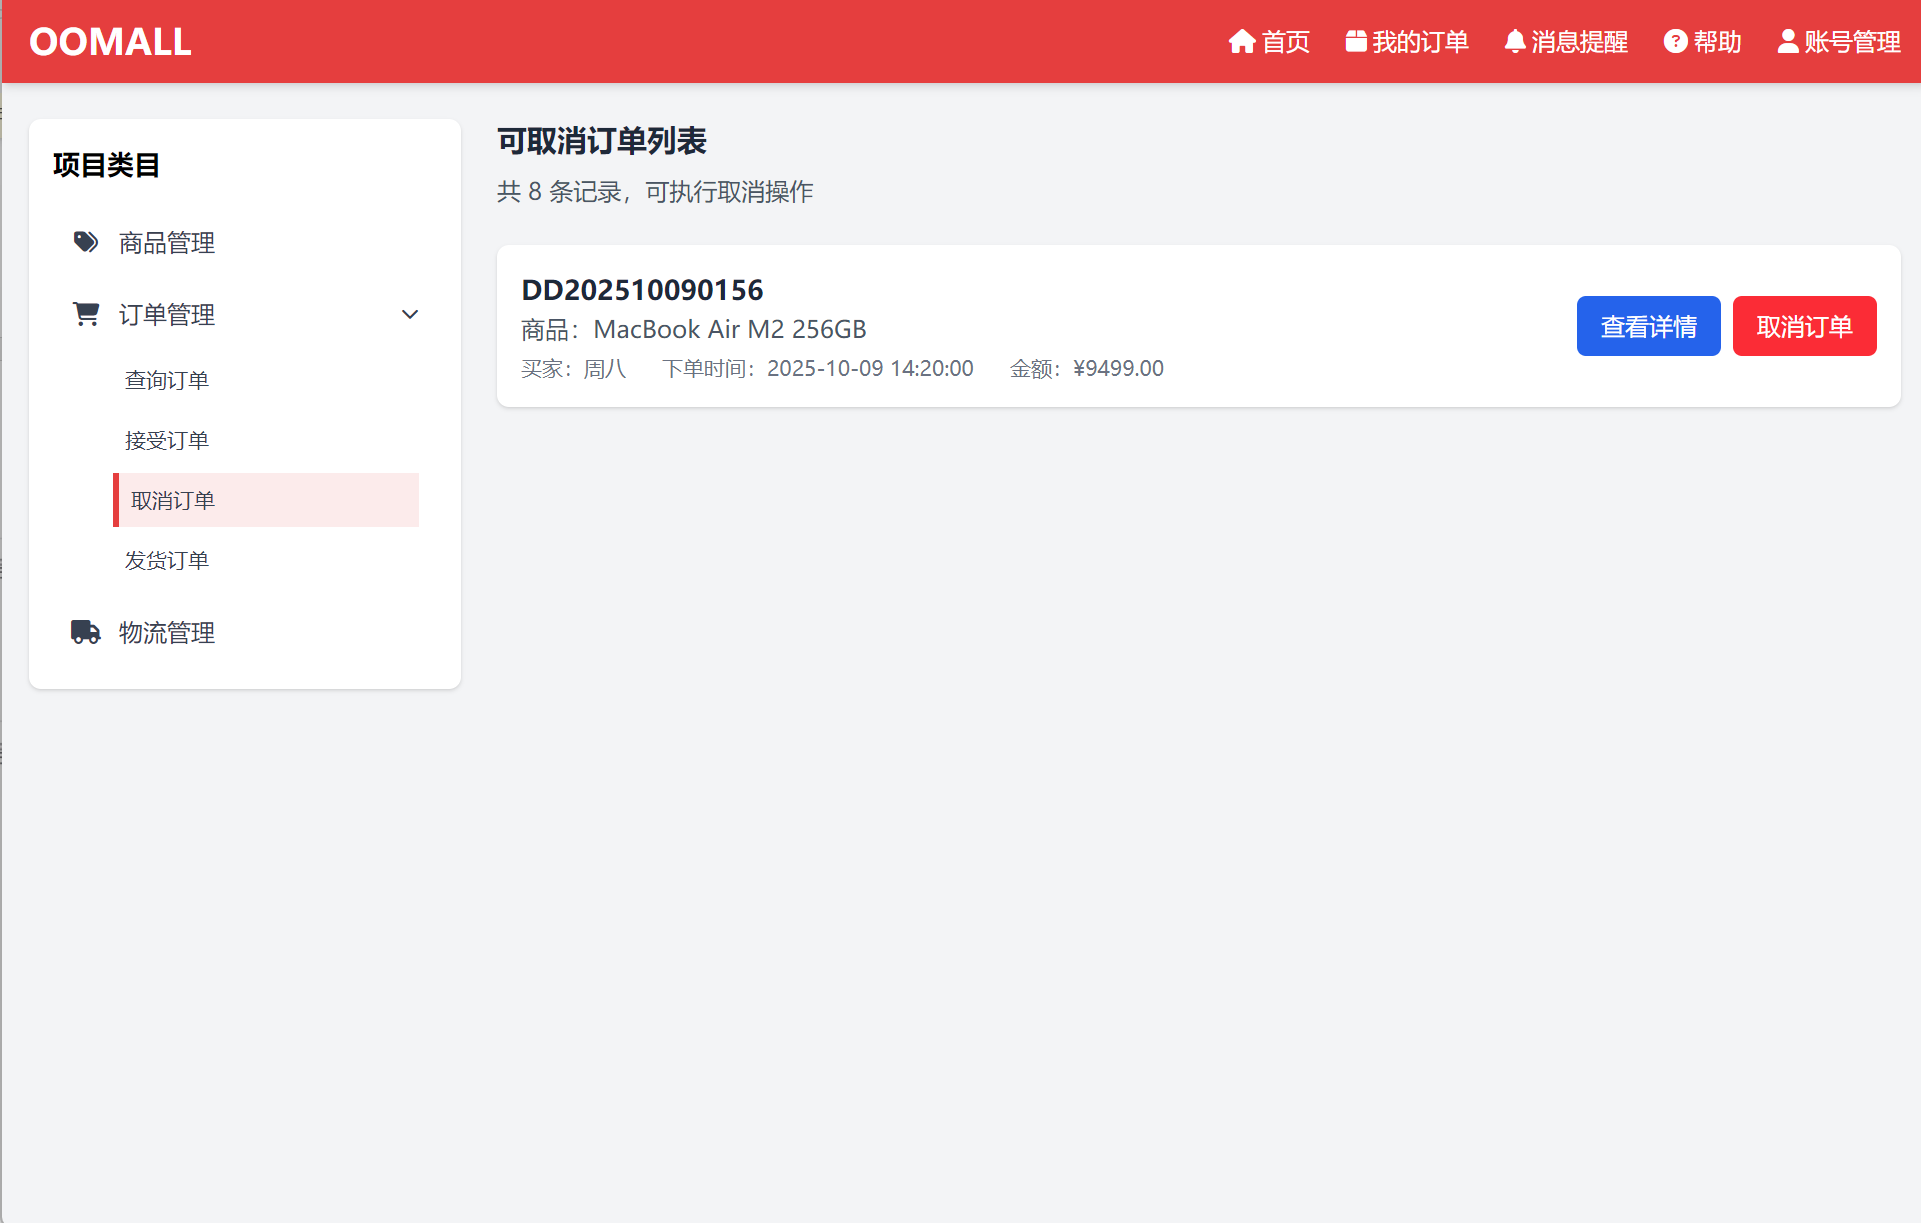 OOMALL
首页 我的订单 消息提醒 帮助 账号管理
项目类目
商品管理
订单管理
查询订单
接受订单
取消订单
发货订单
物流管理
可取消订单列表
共 8 条记录，可执行取消操作
DD202510090156
商品：MacBook Air M2 256GB
买家：周八 下单时间：2025-10-09 14:20:00 金额：¥9499.00
查看详情 取消订单